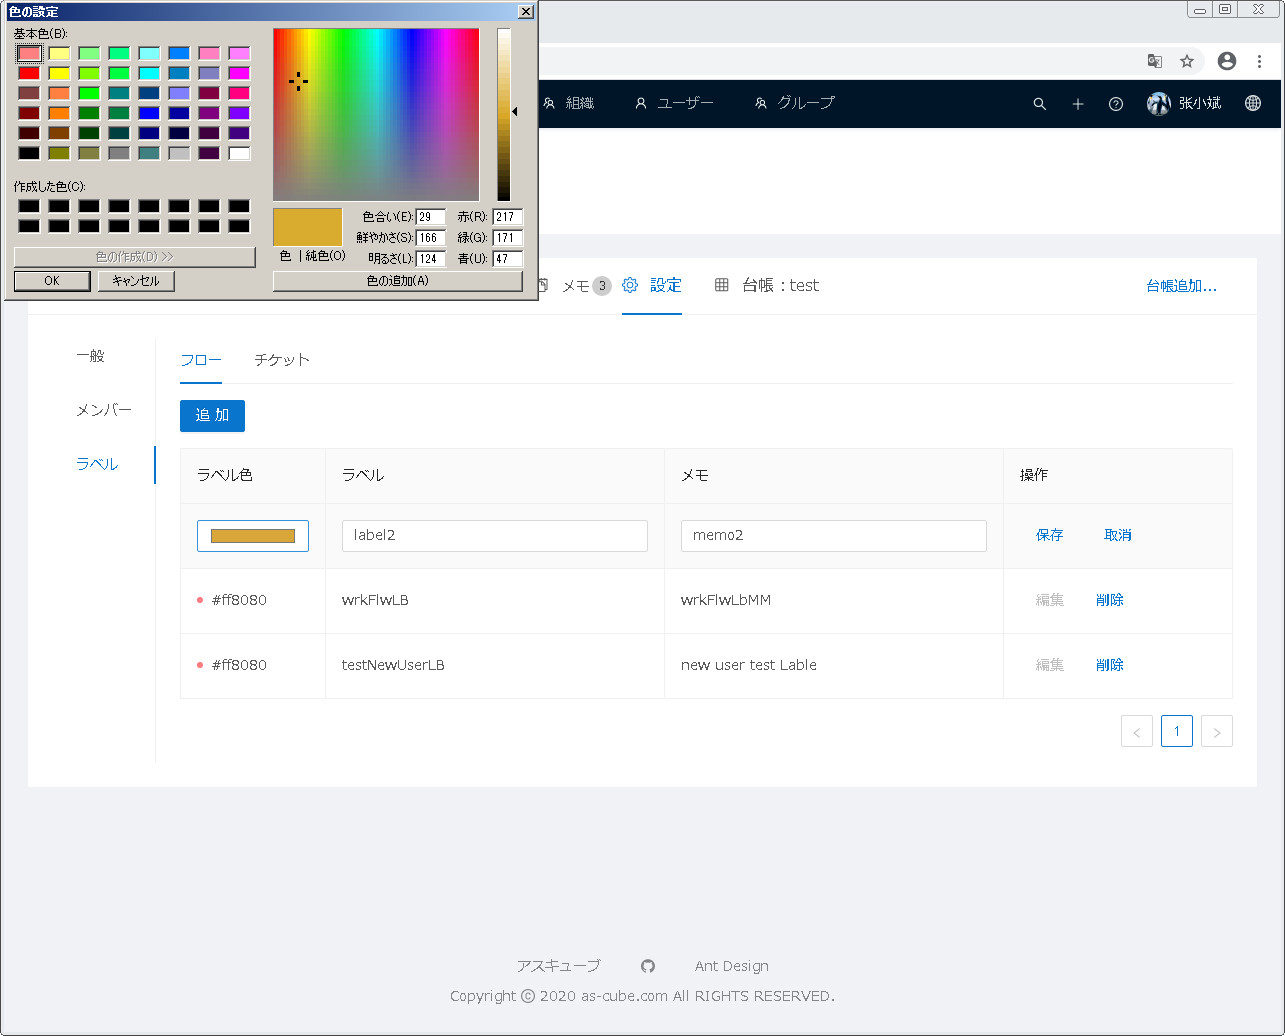 色の設定
基本色(B):
作成した色(C):
色の作成(D) >>
OK
キャンセル
色 | 純色(O)
色合い(E): 29
鮮やかさ(S): 166
明るさ(L): 124
赤(R): 217
緑(G): 171
青(U): 47
色の追加(A)
組織
ユーザー
グループ
张小斌
メモ 3
設定
台帳：test
台帳追加...
一般
メンバー
ラベル
フロー
チケット
追 加
ラベル色 ラベル メモ 操作
label2 memo2 保存 取消
#ff8080 wrkFlwLB wrkFlwLbMM 編集 削除
#ff8080 testNewUserLB new user test Lable 編集 削除
< 1 >
アスキューブ Ant Design
Copyright © 2020 as-cube.com All RIGHTS RESERVED.